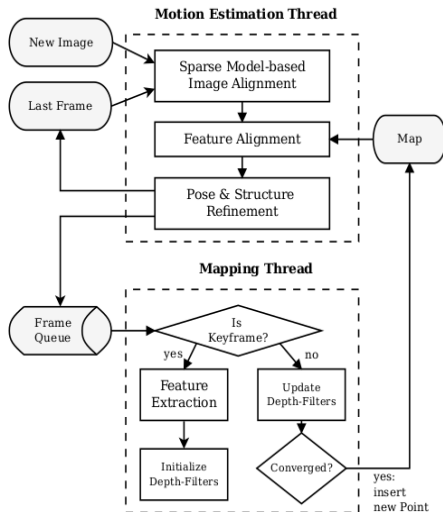 Motion Estimation Thread
New Image
Sparse Model-based
Image Alignment
Last Frame
Feature Alignment
Map
Pose & Structure
Refinement
Mapping Thread
Frame
Queue
Is
Keyframe?
yes
no
Feature
Extraction
Update
Depth-Filters
Initialize
Depth-Filters
Converged?
yes:
insert
new Point